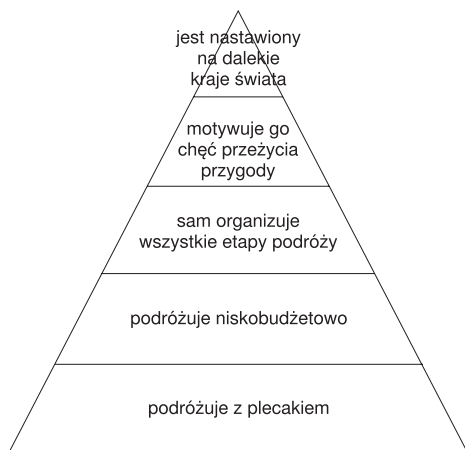 jest nastawiony
na dalekie
kraje świata
motywuje go
chęć przeżycia
przygody
sam organizuje
wszystkie etapy podróży
podróżuje niskobudżetowo
podróżuje z plecakiem